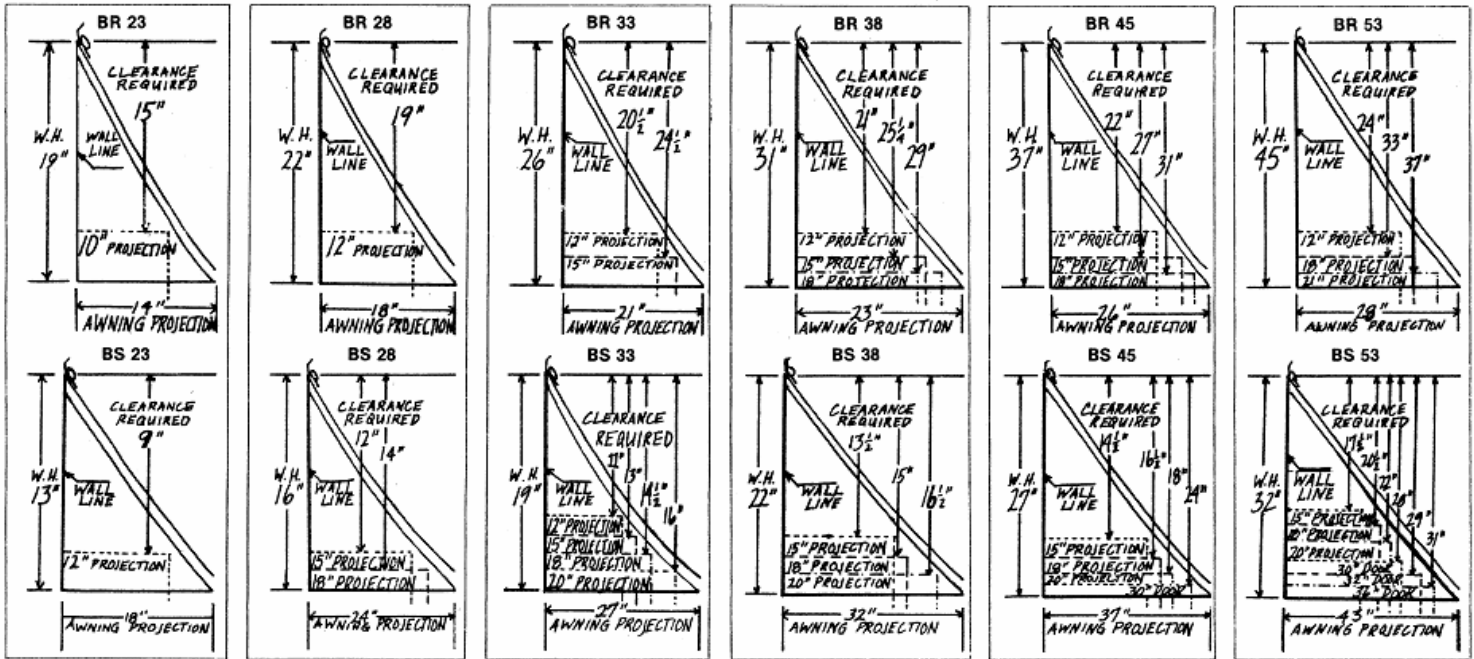 BR 23
CLEARANCE
REQUIRED
15"
W.H.
19"
WALL
LINE
10" PROJECTION
14"
AWNING PROJECTION
BR 28
CLEARANCE
REQUIRED
19"
W.H.
22"
WALL
LINE
12" PROJECTION
18"
AWNING PROJECTION
BR 33
CLEARANCE
REQUIRED
20½"
24½"
W.H.
26"
WALL
LINE
12" PROJECTION
15" PROJECTION
21"
AWNING PROJECTION
BR 38
CLEARANCE
REQUIRED
21"
25¼"
29"
W.H.
31"
WALL
LINE
12" PROJECTION
15" PROJECTION
18" PROJECTION
23"
AWNING PROJECTION
BR 45
CLEARANCE
REQUIRED
22"
27"
31"
W.H.
37"
WALL
LINE
12" PROJECTION
15" PROJECTION
18" PROJECTION
26"
AWNING PROJECTION
BR 53
CLEARANCE
REQUIRED
24"
33"
37"
W.H.
45"
WALL
LINE
12" PROJECTION
18" PROJECTION
21" PROJECTION
28"
AWNING PROJECTION
BS 23
CLEARANCE
REQUIRED
9"
W.H.
13"
WALL
LINE
12" PROJECTION
18"
AWNING PROJECTION
BS 28
CLEARANCE
REQUIRED
12"
14"
W.H.
16"
WALL
LINE
15" PROJECTION
18" PROJECTION
24"
AWNING PROJECTION
BS 33
CLEARANCE
REQUIRED
11"
13"
14½"
16"
W.H.
19"
WALL
LINE
12" PROJECTION
15" PROJECTION
18" PROJECTION
20" PROJECTION
27"
AWNING PROJECTION
BS 38
CLEARANCE
REQUIRED
13½"
15"
16½"
W.H.
22"
WALL
LINE
15" PROJECTION
18" PROJECTION
20" PROJECTION
32"
AWNING PROJECTION
BS 45
CLEARANCE
REQUIRED
14½"
16½"
18"
24"
W.H.
27"
WALL
LINE
15" PROJECTION
18" PROJECTION
20" PROJECTION
30" DOOR
37"
AWNING PROJECTION
BS 53
CLEARANCE
REQUIRED
17½"
20½"
22"
28"
29"
31"
W.H.
32"
WALL
LINE
15" PROJECTION
18" PROJECTION
20" PROJECTION
30" DOOR
32" DOOR
36" DOOR
43"
AWNING PROJECTION